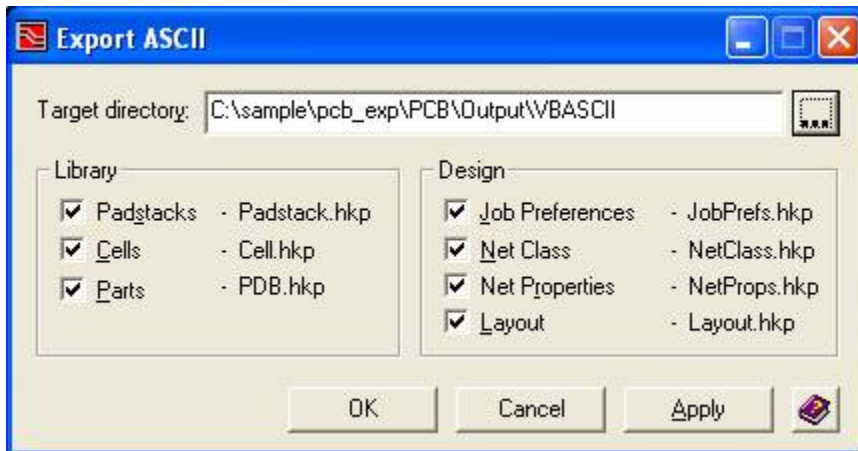 Export ASCII
Target directory: C:\sample\pcb_exp\PCB\Output\VBASCII
Library
Padstacks - Padstack.hkp
Cells - Cell.hkp
Parts - PDB.hkp
Design
Job Preferences - JobPrefs.hkp
Net Class - NetClass.hkp
Net Properties - NetProps.hkp
Layout - Layout.hkp
OK Cancel Apply